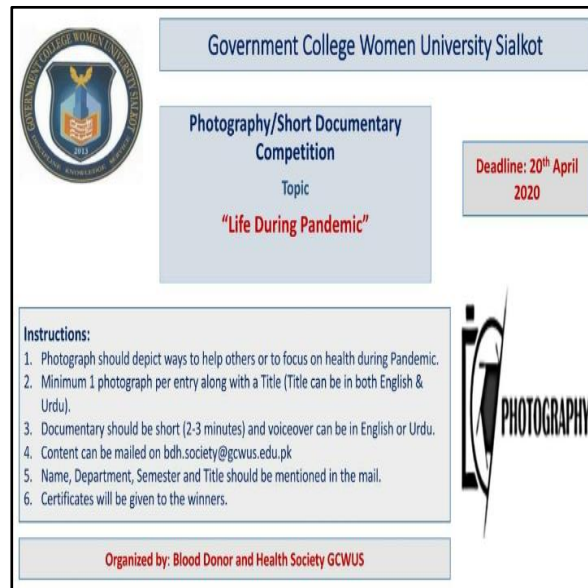 GOVERNMENT COLLEGE WOMEN UNIVERSITY SIALKOT
2013
DISCIPLINE KNOWLEDGE SERVICE
Government College Women University Sialkot
Photography/Short Documentary
Competition
Topic
“Life During Pandemic”
Deadline: 20th April
2020
Instructions:
1. Photograph should depict ways to help others or to focus on health during Pandemic.
2. Minimum 1 photograph per entry along with a Title (Title can be in both English &
Urdu).
3. Documentary should be short (2-3 minutes) and voiceover can be in English or Urdu.
4. Content can be mailed on bdh.society@gcwus.edu.pk
5. Name, Department, Semester and Title should be mentioned in the mail.
6. Certificates will be given to the winners.
PHOTOGRAPHY
Organized by: Blood Donor and Health Society GCWUS